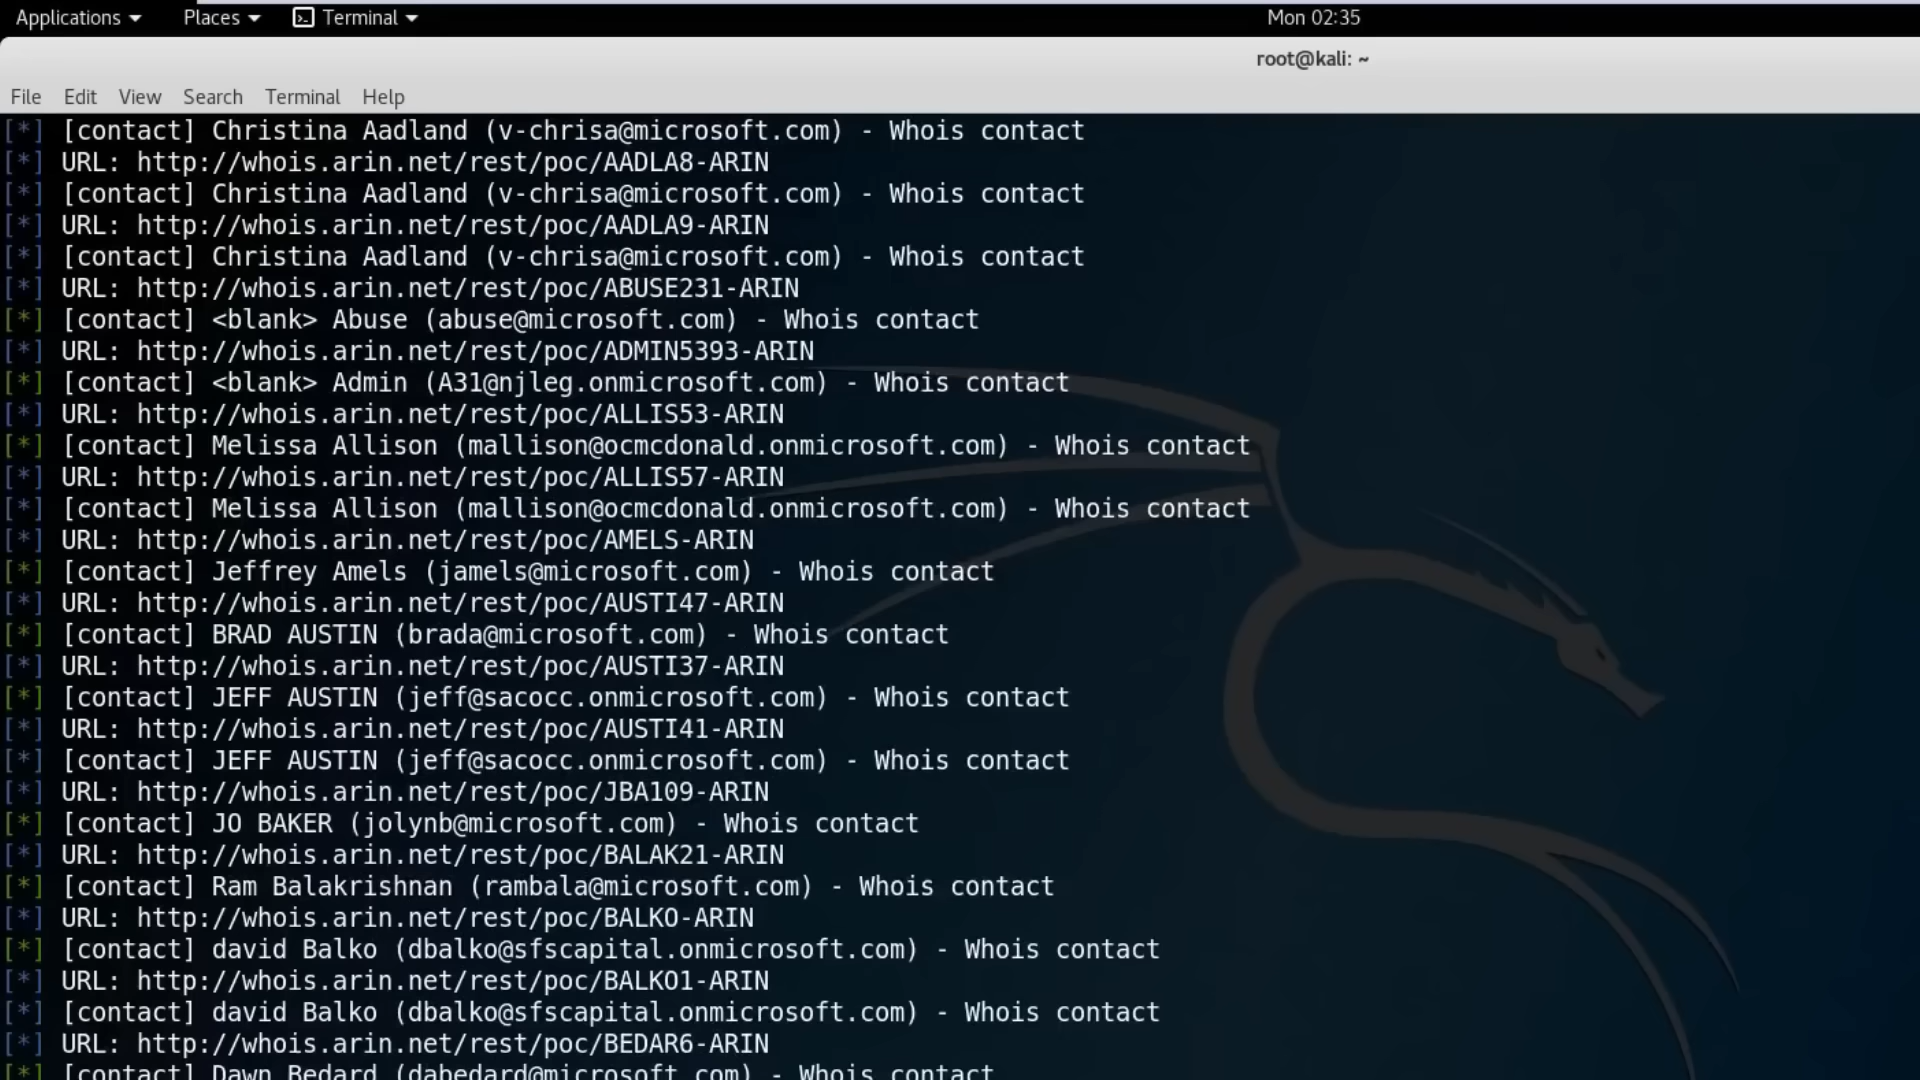 Applications Places Terminal Mon 02:35
root@kali: ~
File Edit View Search Terminal Help
[*] [contact] Christina Aadland (v-chrisa@microsoft.com) - Whois contact
[*] URL: http://whois.arin.net/rest/poc/AADLA8-ARIN
[*] [contact] Christina Aadland (v-chrisa@microsoft.com) - Whois contact
[*] URL: http://whois.arin.net/rest/poc/AADLA9-ARIN
[*] [contact] Christina Aadland (v-chrisa@microsoft.com) - Whois contact
[*] URL: http://whois.arin.net/rest/poc/ABUSE231-ARIN
[*] [contact] <blank> Abuse (abuse@microsoft.com) - Whois contact
[*] URL: http://whois.arin.net/rest/poc/ADMIN5393-ARIN
[*] [contact] <blank> Admin (A31@njleg.onmicrosoft.com) - Whois contact
[*] URL: http://whois.arin.net/rest/poc/ALLIS53-ARIN
[*] [contact] Melissa Allison (mallison@ocmcdonald.onmicrosoft.com) - Whois contact
[*] URL: http://whois.arin.net/rest/poc/ALLIS57-ARIN
[*] [contact] Melissa Allison (mallison@ocmcdonald.onmicrosoft.com) - Whois contact
[*] URL: http://whois.arin.net/rest/poc/AMELS-ARIN
[*] [contact] Jeffrey Amels (jamels@microsoft.com) - Whois contact
[*] URL: http://whois.arin.net/rest/poc/AUSTI47-ARIN
[*] [contact] BRAD AUSTIN (brada@microsoft.com) - Whois contact
[*] URL: http://whois.arin.net/rest/poc/AUSTI37-ARIN
[*] [contact] JEFF AUSTIN (jeff@sacocc.onmicrosoft.com) - Whois contact
[*] URL: http://whois.arin.net/rest/poc/AUSTI41-ARIN
[*] [contact] JEFF AUSTIN (jeff@sacocc.onmicrosoft.com) - Whois contact
[*] URL: http://whois.arin.net/rest/poc/JBA109-ARIN
[*] [contact] JO BAKER (jolynb@microsoft.com) - Whois contact
[*] URL: http://whois.arin.net/rest/poc/BALAK21-ARIN
[*] [contact] Ram Balakrishnan (rambala@microsoft.com) - Whois contact
[*] URL: http://whois.arin.net/rest/poc/BALKO-ARIN
[*] [contact] david Balko (dbalko@sfscapital.onmicrosoft.com) - Whois contact
[*] URL: http://whois.arin.net/rest/poc/BALKO1-ARIN
[*] [contact] david Balko (dbalko@sfscapital.onmicrosoft.com) - Whois contact
[*] URL: http://whois.arin.net/rest/poc/BEDAR6-ARIN
[*] [contact] Dawn Bedard (dabedard@microsoft.com) - Whois contact